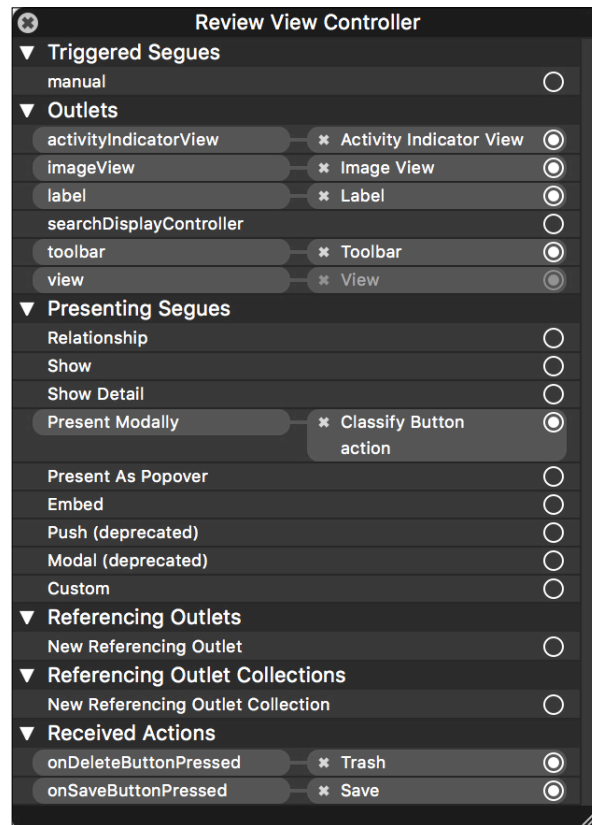 Review View Controller
Triggered Segues
manual
Outlets
activityIndicatorView Activity Indicator View
imageView Image View
label Label
searchDisplayController
toolbar Toolbar
view View
Presenting Segues
Relationship
Show
Show Detail
Present Modally Classify Button
action
Present As Popover
Embed
Push (deprecated)
Modal (deprecated)
Custom
Referencing Outlets
New Referencing Outlet
Referencing Outlet Collections
New Referencing Outlet Collection
Received Actions
onDeleteButtonPressed Trash
onSaveButtonPressed Save